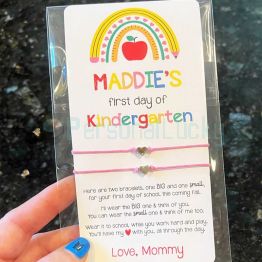 MADDIE'S
first day of
Kindergarten
Here are two bracelets, one BIG and one small,
for your first day of school this coming fall.
I'll wear the BIG one & think of you.
You can wear the small one & think of me too.
Wear it to school while you work hard and play.
You'll have my ❤ with you, all through the day.
Love, Mommy